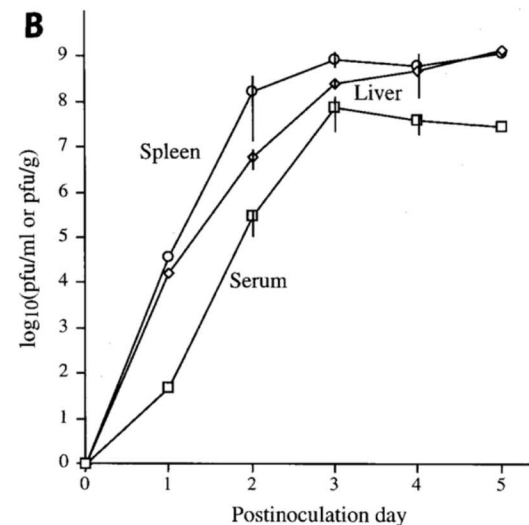 B
log10(pfu/ml or pfu/g)
9
8
7
6
5
4
3
2
1
0
Spleen
Liver
Serum
0 1 2 3 4 5
Postinoculation day